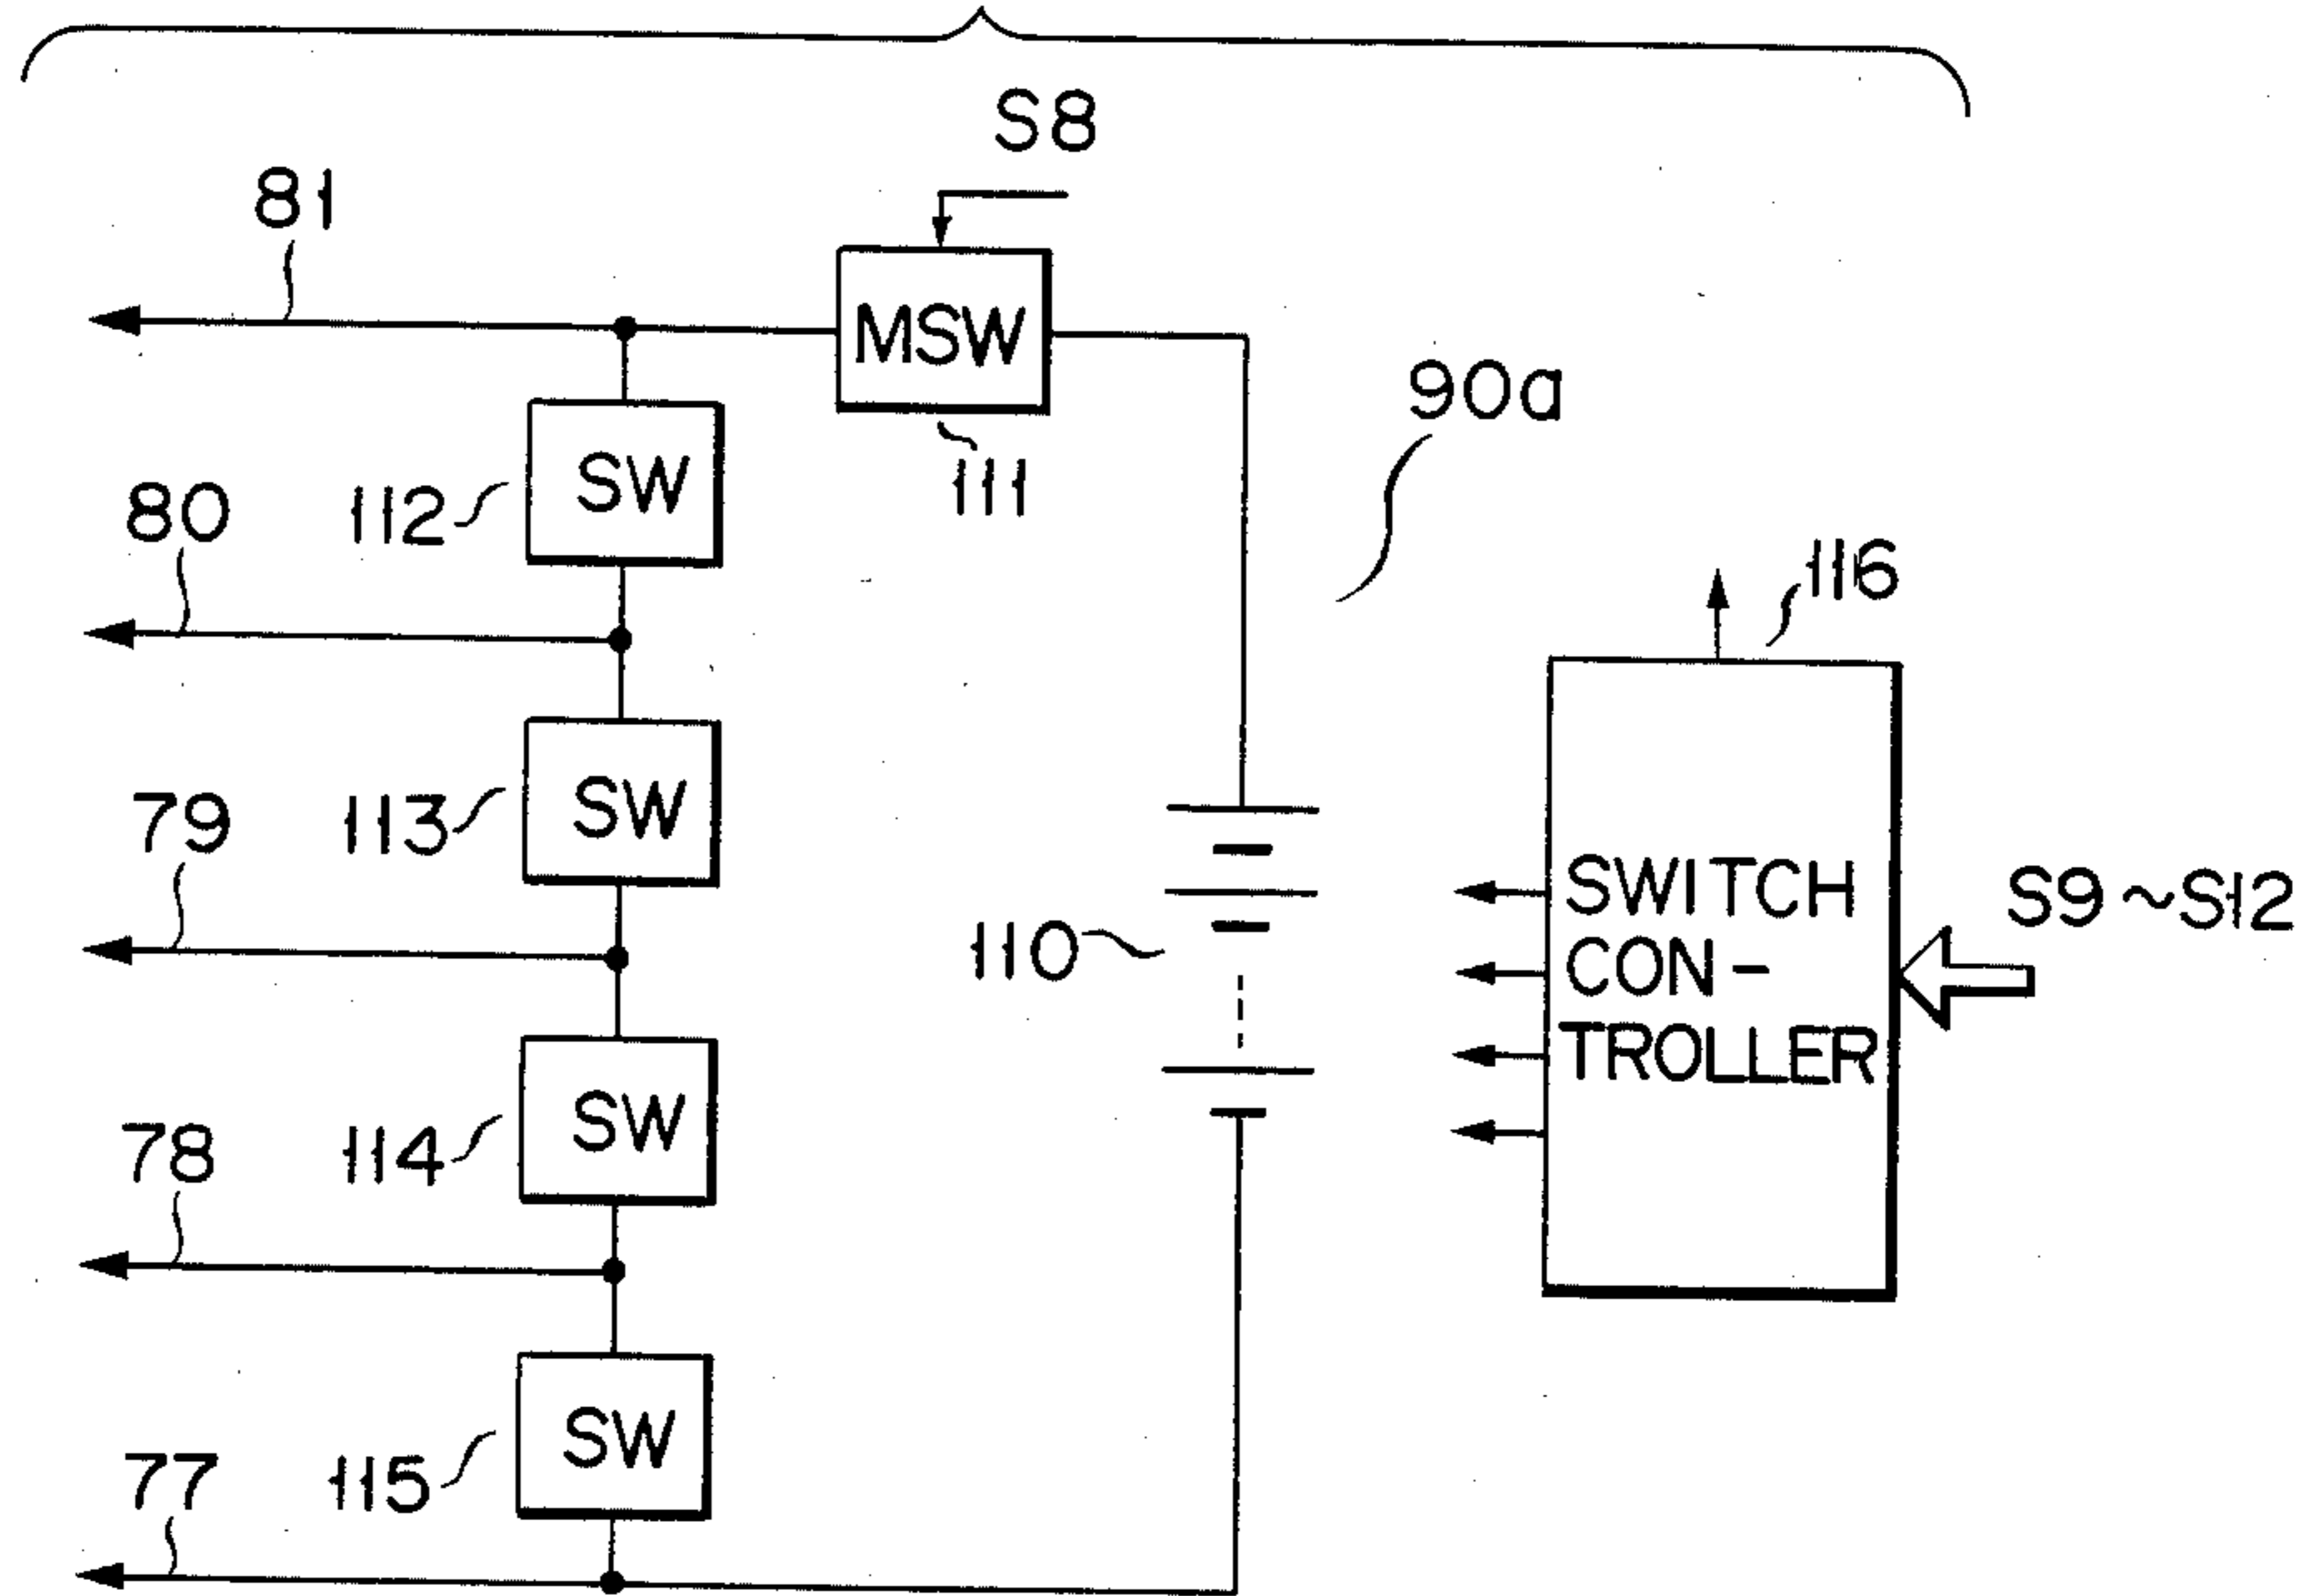 S8
81
MSW
90a
SW
111
112
80
116
SW
113
79
SWITCH
CON-
TROLLER
S9~S12
110
SW
114
78
SW
115
77